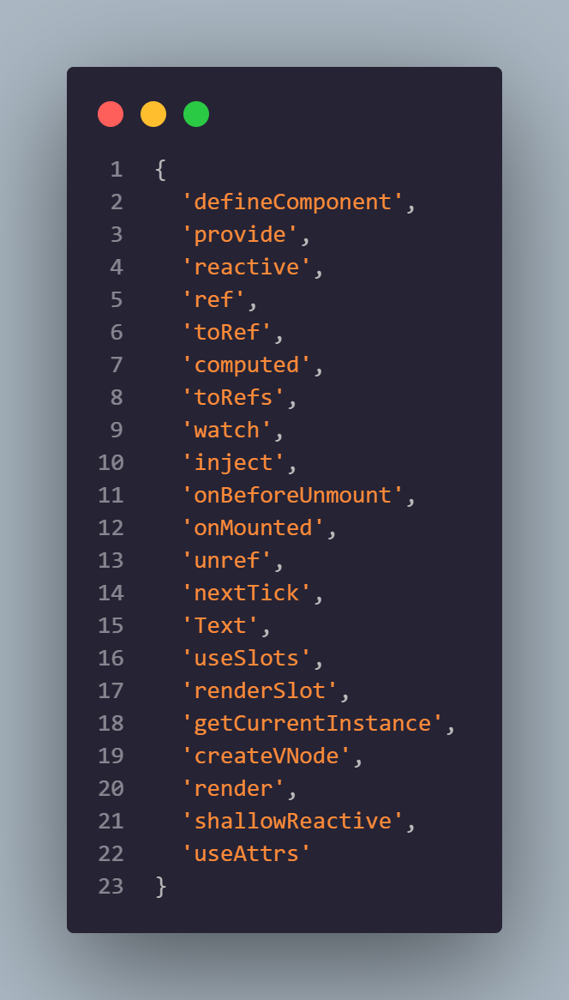 1 {
2 'defineComponent',
3 'provide',
4 'reactive',
5 'ref',
6 'toRef',
7 'computed',
8 'toRefs',
9 'watch',
10 'inject',
11 'onBeforeUnmount',
12 'onMounted',
13 'unref',
14 'nextTick',
15 'Text',
16 'useSlots',
17 'renderSlot',
18 'getCurrentInstance',
19 'createVNode',
20 'render',
21 'shallowReactive',
22 'useAttrs'
23 }